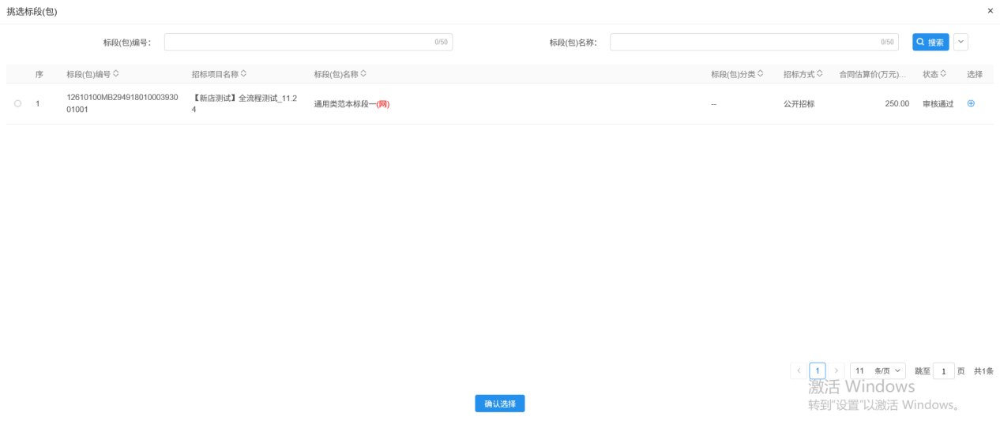 挑选标段(包)
×
标段(包)编号：
0/50
标段(包)名称：
0/50
搜索
序
标段(包)编号
招标项目名称
标段(包)名称
标段(包)分类
招标方式
合同估算价(万元)...
状态
选择
1
12610100MB294918010003930
01001
【新店测试】全流程测试_11.2
4
通用类范本标段一(网)
--
公开招标
250.00
审核通过
1
11 条/页
跳至 1 页
共1条
激活 Windows
转到"设置"以激活 Windows。
确认选择